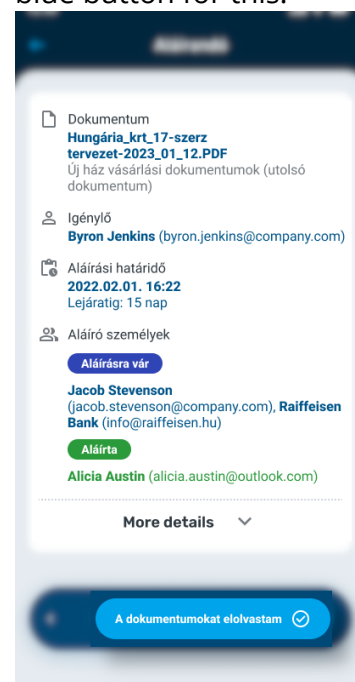 blue button for this.
Aláírandó
Dokumentum
Hungária_krt_17-szerz
tervezet-2023_01_12.PDF
Új ház vásárlási dokumentumok (utolsó
dokumentum)
Igénylő
Byron Jenkins (byron.jenkins@company.com)
Aláírási határidő
2022.02.01. 16:22
Lejáratig: 15 nap
Aláíró személyek
Aláírásra vár
Jacob Stevenson
(jacob.stevenson@company.com), Raiffeisen
Bank (info@raiffeisen.hu)
Aláírta
Alicia Austin (alicia.austin@outlook.com)
More details
A dokumentumokat elolvastam